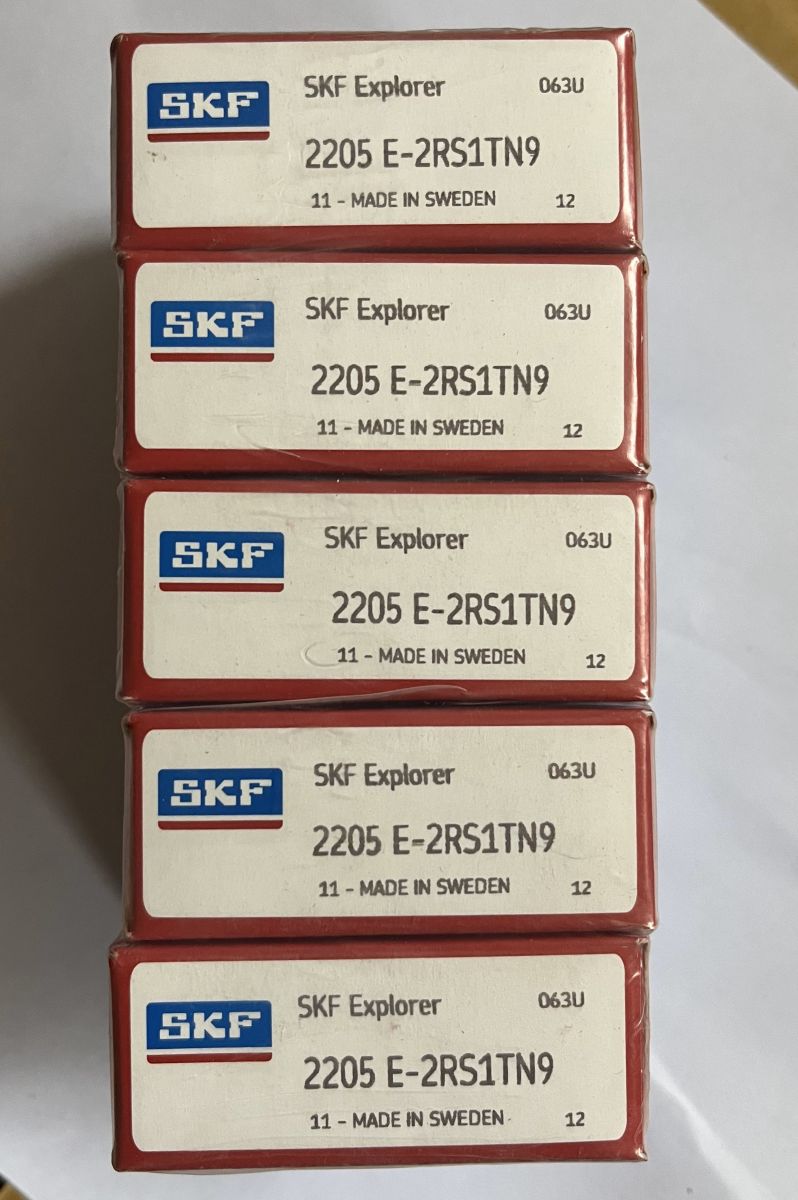 SKF
SKF Explorer 063U
2205 E-2RS1TN9
11 - MADE IN SWEDEN 12
SKF
SKF Explorer 063U
2205 E-2RS1TN9
11 - MADE IN SWEDEN 12
SKF
SKF Explorer 063U
2205 E-2RS1TN9
11 - MADE IN SWEDEN 12
SKF
SKF Explorer 063U
2205 E-2RS1TN9
11 - MADE IN SWEDEN 12
SKF
SKF Explorer 063U
2205 E-2RS1TN9
11 - MADE IN SWEDEN 12